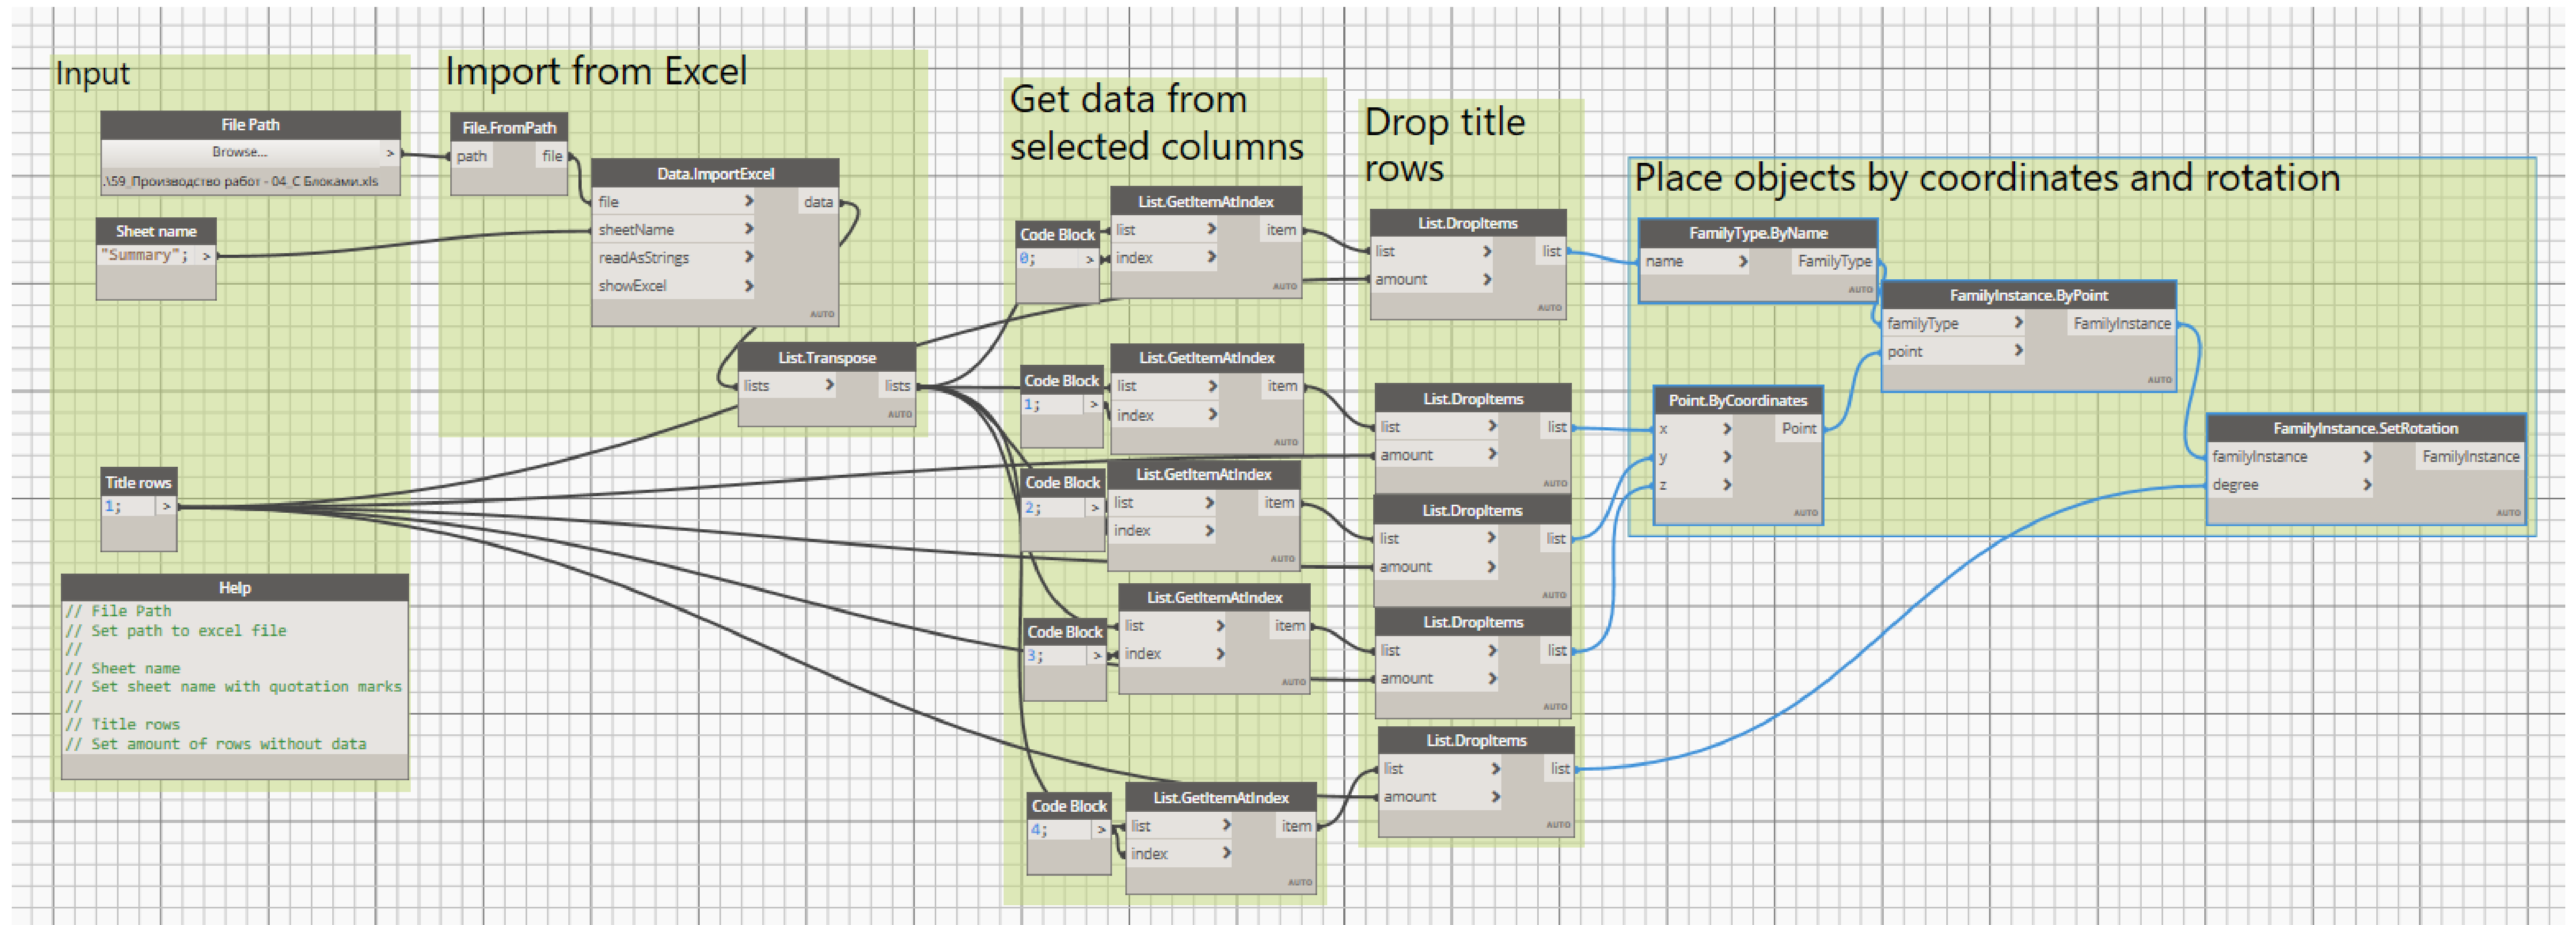 Input
File Path
Browse...
>
.\59_Производство работ - 04_С Блоками.xls
Sheet name
"Summary"; >
Title rows
1; >
Help
// File Path
// Set path to excel file
//
// Sheet name
// Set sheet name with quotation marks
//
// Title rows
// Set amount of rows without data
Import from Excel
File.FromPath
path file
Data.ImportExcel
file > data
sheetName >
readAsStrings >
showExcel >
AUTO
List.Transpose
lists > lists
AUTO
Get data from
selected columns
Code Block
0; >
List.GetItemAtIndex
list > item
index >
AUTO
Code Block
1; >
List.GetItemAtIndex
list > item
index >
AUTO
Code Block
2; >
List.GetItemAtIndex
list > item
index >
AUTO
Code Block
3; >
List.GetItemAtIndex
list > item
index >
AUTO
Code Block
4; >
List.GetItemAtIndex
list > item
index >
AUTO
Drop title
rows
List.DropItems
list > list
amount >
AUTO
List.DropItems
list > list
amount >
AUTO
List.DropItems
list > list
amount >
AUTO
List.DropItems
list > list
amount >
AUTO
List.DropItems
list > list
amount >
AUTO
Place objects by coordinates and rotation
FamilyType.ByName
name > FamilyType
AUTO
FamilyInstance.ByPoint
familyType > FamilyInstance
point >
AUTO
Point.ByCoordinates
x > Point
y >
z >
AUTO
FamilyInstance.SetRotation
familyInstance > FamilyInstance
degree >
AUTO